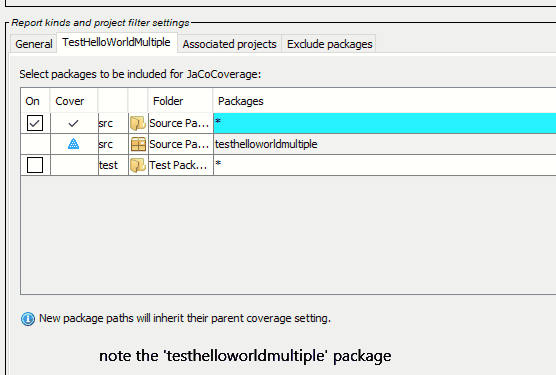 Report kinds and project filter settings
General TestHelloWorldMultiple Associated projects Exclude packages
Select packages to be included for JaCoCoverage:
On Cover Folder Packages
src Source Pa... *
src Source Pa... testhelloworldmultiple
test Test Pack... *
New package paths will inherit their parent coverage setting.
note the 'testhelloworldmultiple' package